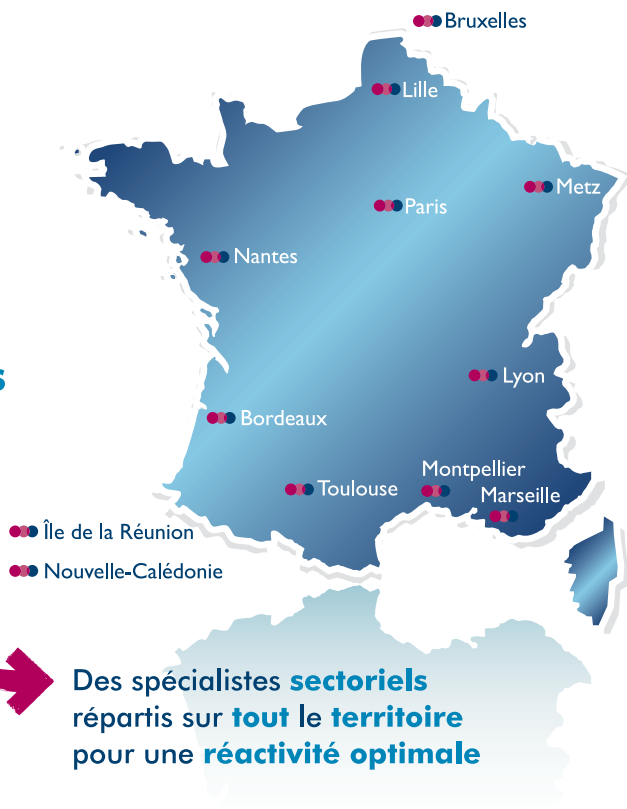 Bruxelles
Lille
Metz
Paris
Nantes
Lyon
Bordeaux
Montpellier
Toulouse
Marseille
Île de la Réunion
Nouvelle-Calédonie
Des spécialistes sectoriels
répartis sur tout le territoire
pour une réactivité optimale